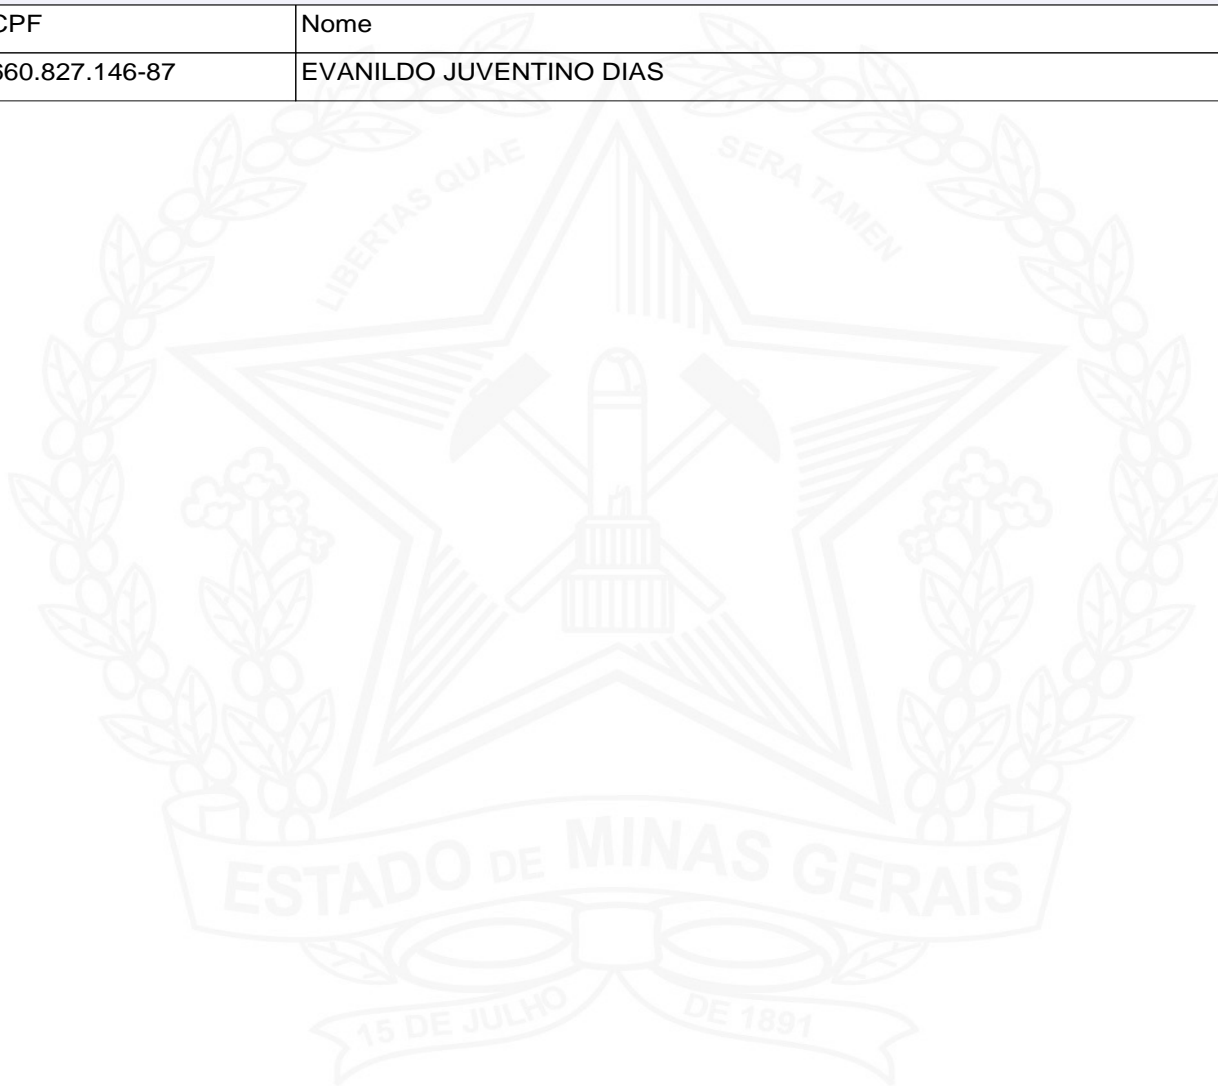 CPF Nome
660.827.146-87 EVANILDO JUVENTINO DIAS
LIBERTAS QUAE SERA TAMEN
ESTADO DE MINAS GERAIS
15 DE JULHO DE 1891